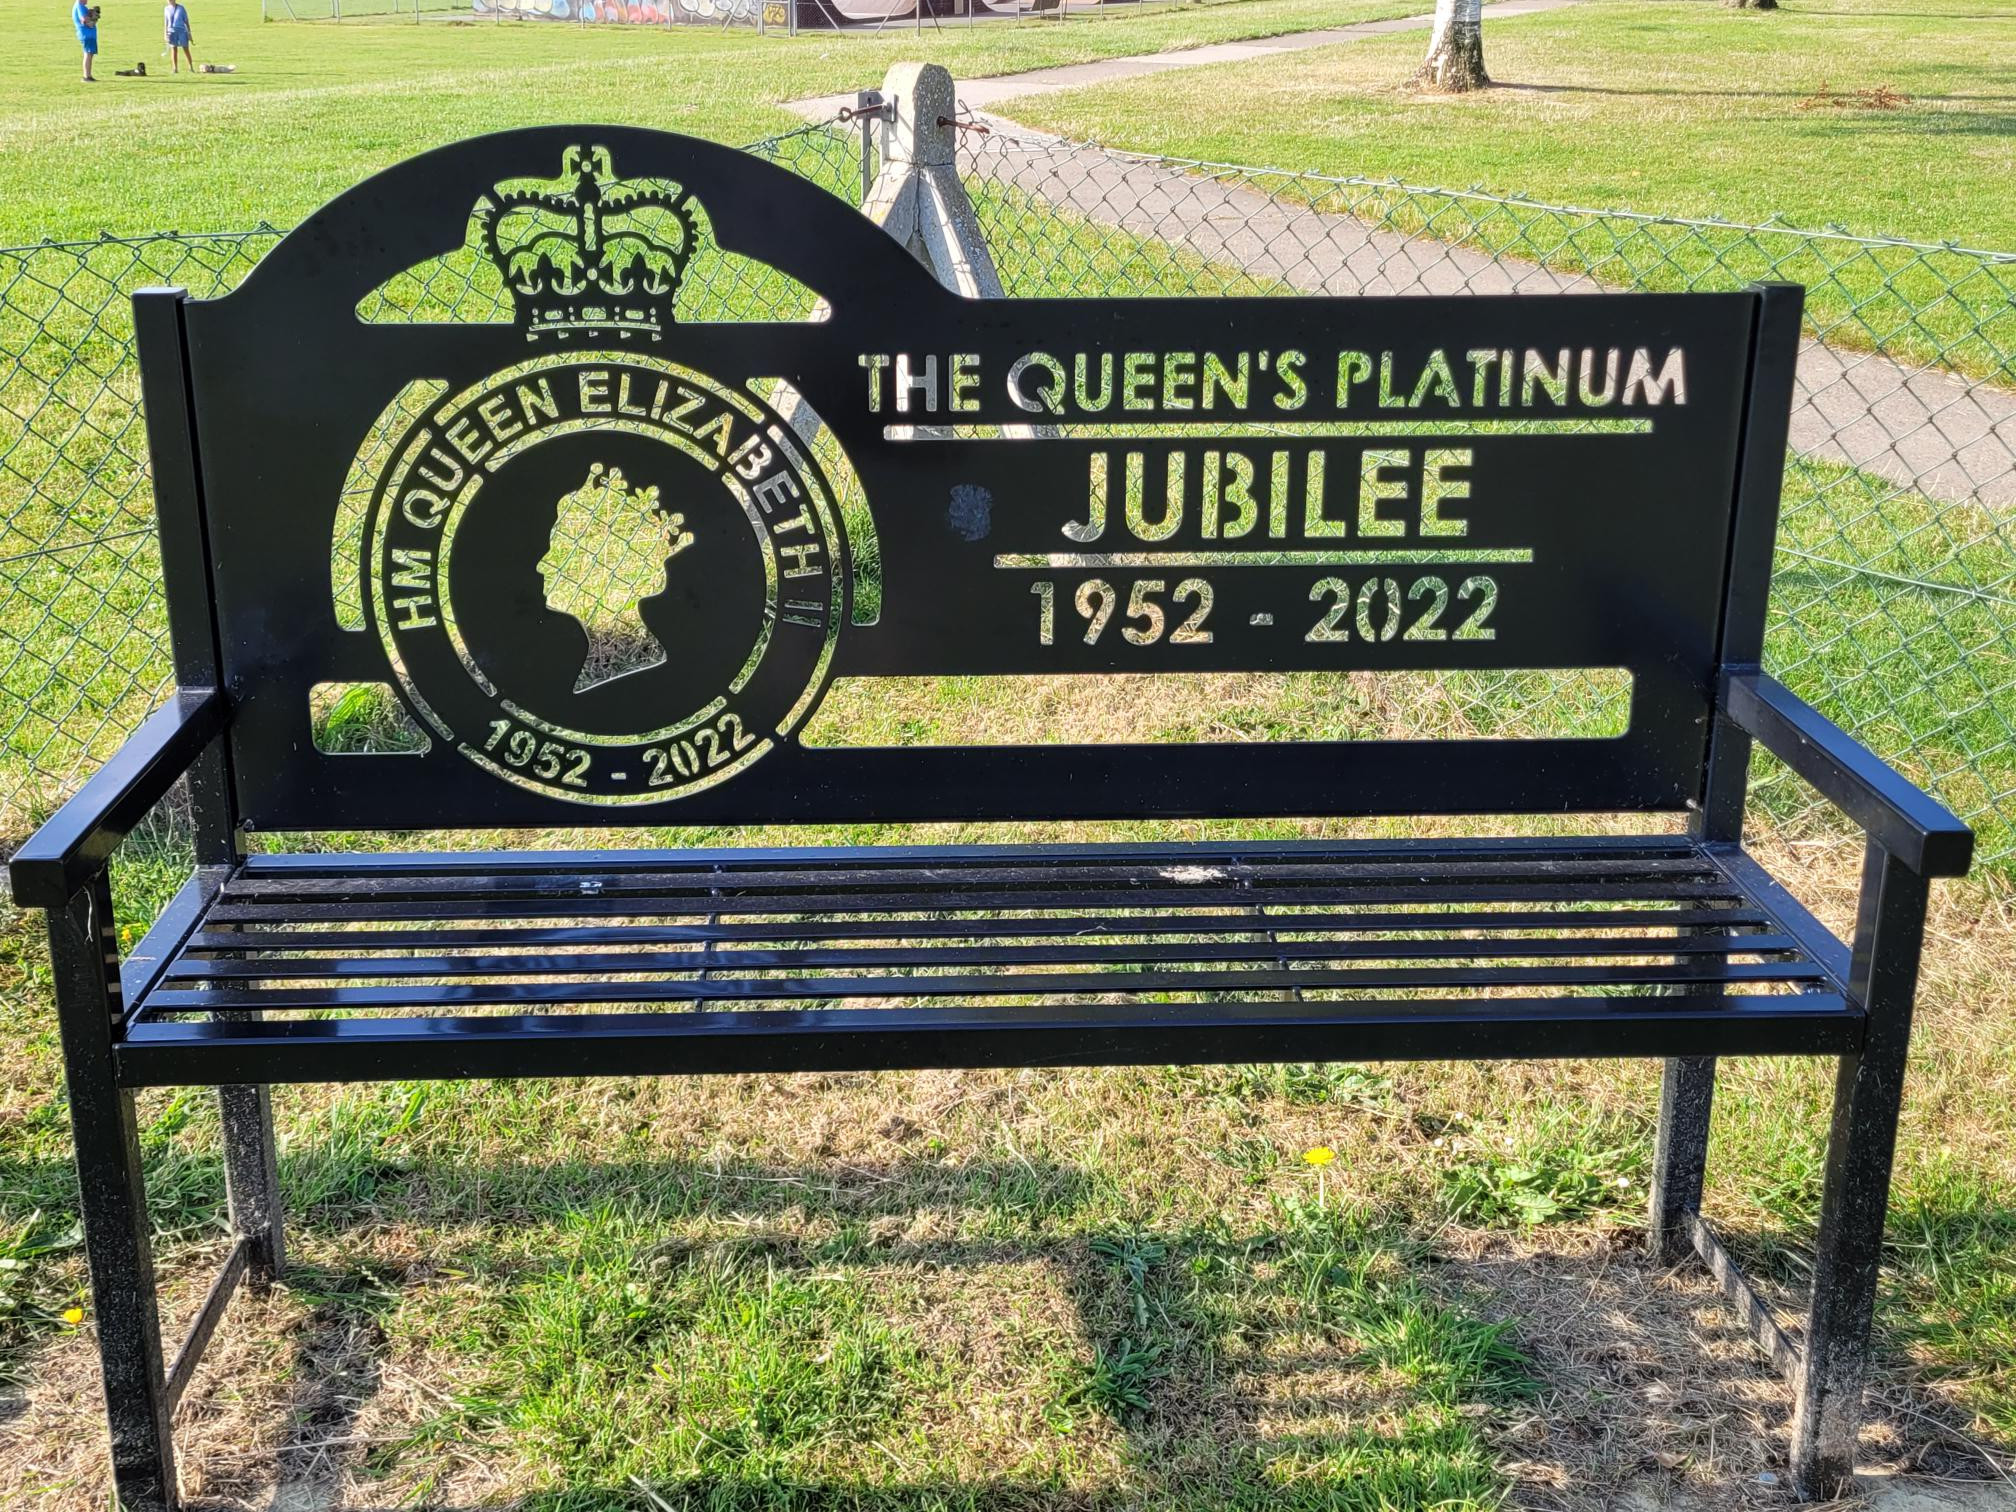 HM QUEEN ELIZABETH II
1952 - 2022
THE QUEEN'S PLATINUM
JUBILEE
1952 - 2022